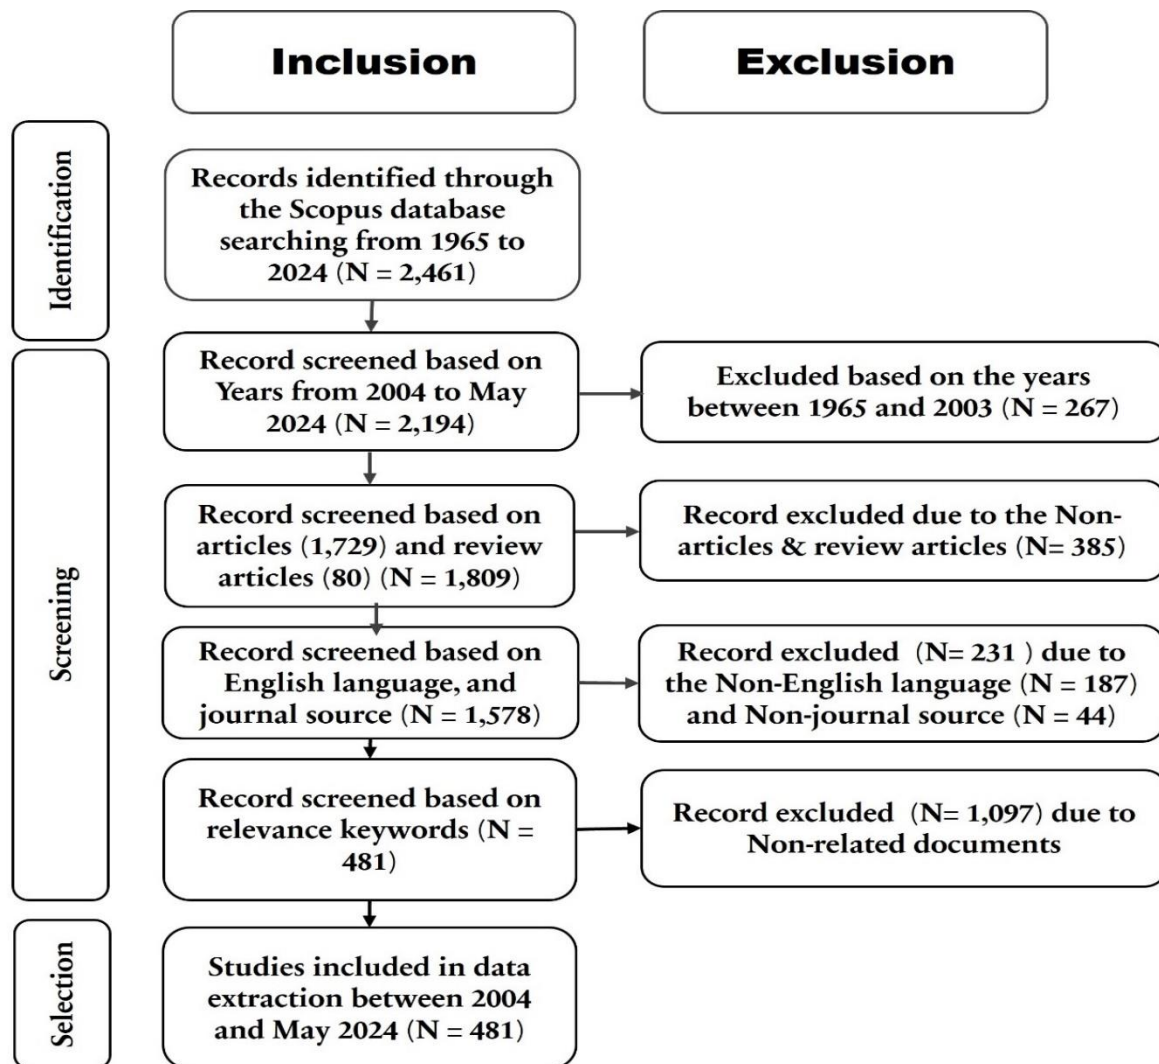 Inclusion
Exclusion
Identification
Records identified through
the Scopus database
searching from 1965 to
2024 (N = 2,461)
Screening
Record screened based on
Years from 2004 to May
2024 (N = 2,194)
Excluded based on the years
between 1965 and 2003 (N = 267)
Record screened based on
articles (1,729) and review
articles (80) (N = 1,809)
Record excluded due to the Non-
articles & review articles (N= 385)
Record screened based on
English language, and
journal source (N = 1,578)
Record excluded (N= 231 ) due to
the Non-English language (N = 187)
and Non-journal source (N = 44)
Record screened based on
relevance keywords (N =
481)
Record excluded (N= 1,097) due to
Non-related documents
Selection
Studies included in data
extraction between 2004
and May 2024 (N = 481)